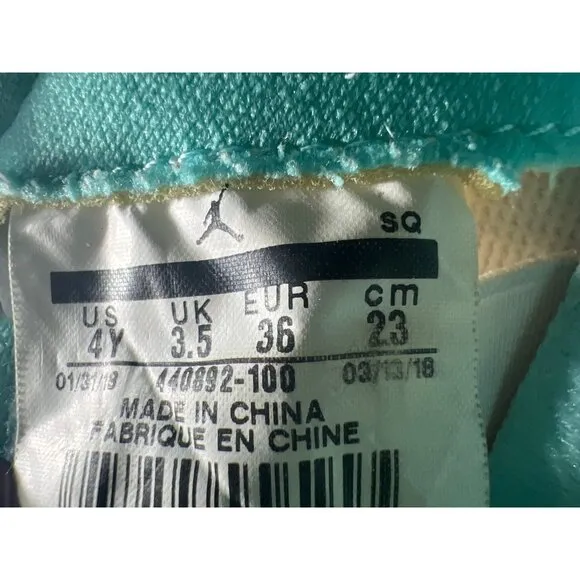 SQ
US UK EUR cm
4Y 3.5 36 23
01/31/18 440892-100 03/13/18
MADE IN CHINA
FABRIQUE EN CHINE